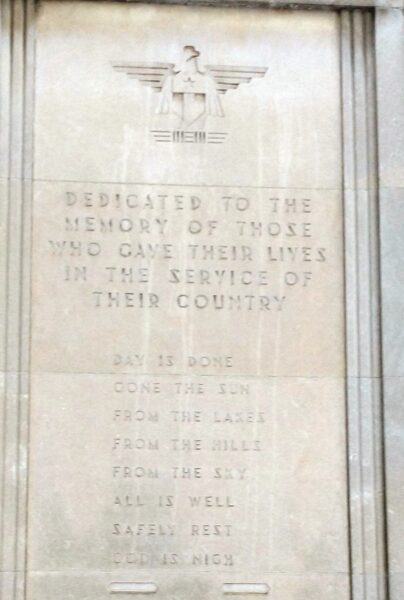 DEDICATED TO THE
MEMORY OF THOSE
WHO GAVE THEIR LIVES
IN THE SERVICE OF
THEIR COUNTRY
DAY IS DONE
GONE THE SUN
FROM THE LAKES
FROM THE HILLS
FROM THE SKY
ALL IS WELL
SAFELY REST
GOD IS NIGH